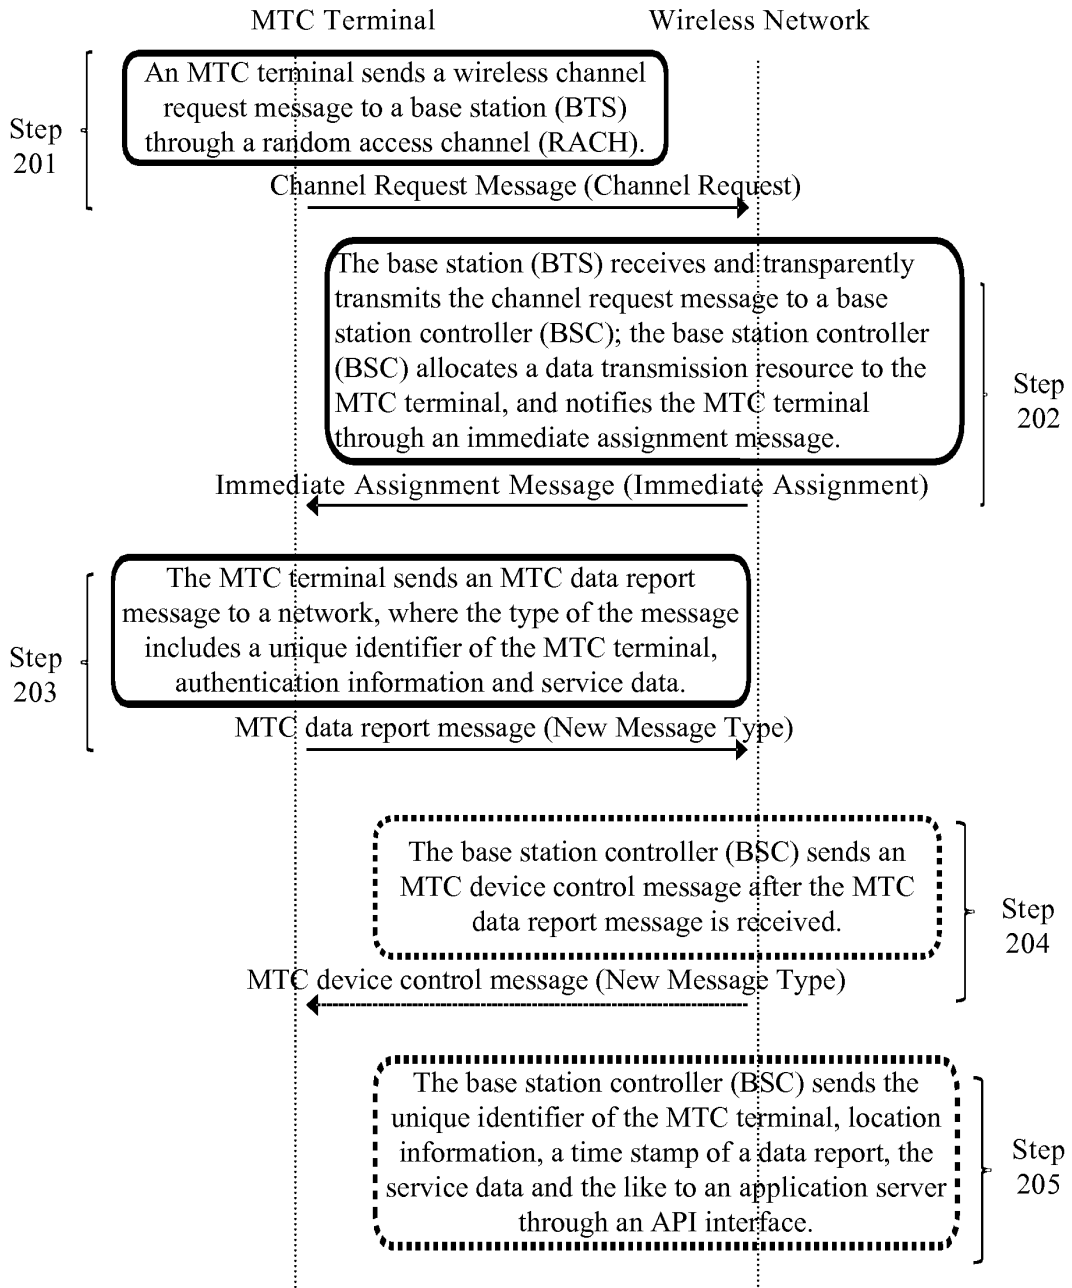 MTC Terminal
Wireless Network
Step
201
An MTC terminal sends a wireless channel
request message to a base station (BTS)
through a random access channel (RACH).
Channel Request Message (Channel Request)
The base station (BTS) receives and transparently
transmits the channel request message to a base
station controller (BSC); the base station controller
(BSC) allocates a data transmission resource to the
MTC terminal, and notifies the MTC terminal
through an immediate assignment message.
Step
202
Immediate Assignment Message (Immediate Assignment)
Step
203
The MTC terminal sends an MTC data report
message to a network, where the type of the message
includes a unique identifier of the MTC terminal,
authentication information and service data.
MTC data report message (New Message Type)
The base station controller (BSC) sends an
MTC device control message after the MTC
data report message is received.
Step
204
MTC device control message (New Message Type)
The base station controller (BSC) sends the
unique identifier of the MTC terminal, location
information, a time stamp of a data report, the
service data and the like to an application server
through an API interface.
Step
205